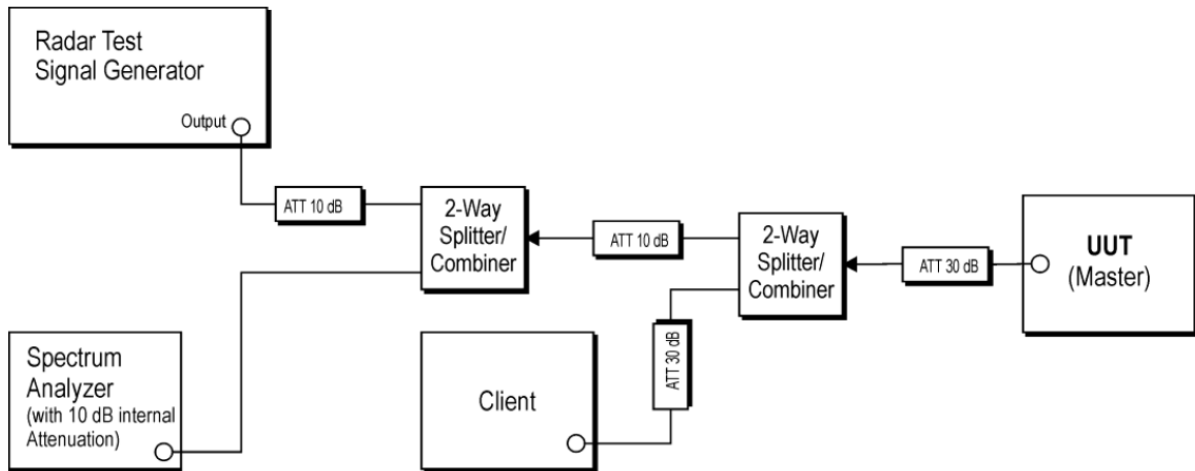 Radar Test
Signal Generator
Output
ATT 10 dB
2-Way
Splitter/
Combiner
ATT 10 dB
2-Way
Splitter/
Combiner
ATT 30 dB
UUT
(Master)
Spectrum
Analyzer
(with 10 dB internal
Attenuation)
Client
ATT 30 dB